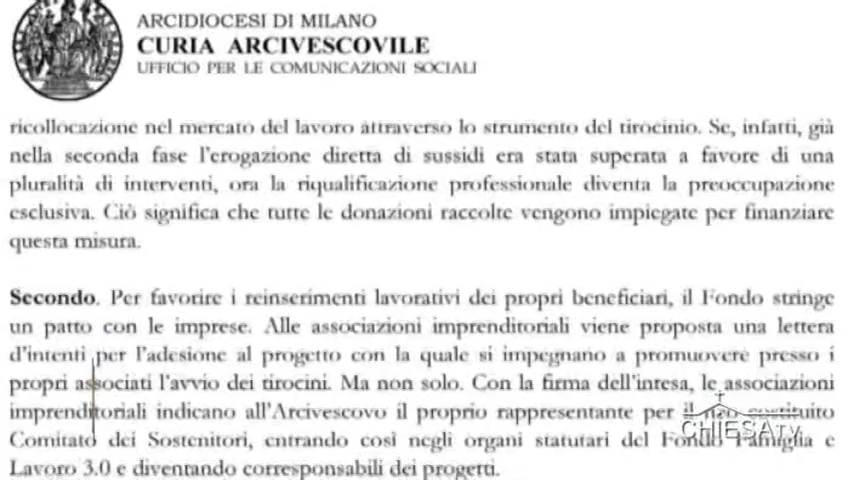 ARCIDIOCESI DI MILANO
CURIA ARCIVESCOVILE
UFFICIO PER LE COMUNICAZIONI SOCIALI
ricollocazione nel mercato del lavoro attraverso lo strumento del tirocinio. Se, infatti, già
nella seconda fase l'erogazione diretta di sussidi era stata superata a favore di una
pluralità di interventi, ora la riqualificazione professionale diventa la preoccupazione
esclusiva. Ciò significa che tutte le donazioni raccolte vengono impiegate per finanziare
questa misura.
Secondo. Per favorire i reinserimenti lavorativi dei propri beneficiari, il Fondo stringe
un patto con le imprese. Alle associazioni imprenditoriali viene proposta una lettera
d'intenti per l'adesione al progetto con la quale si impegnano a promuovere presso i
propri associati l'avvio dei tirocini. Ma non solo. Con la firma dell'intesa, le associazioni
imprenditoriali indicano all'Arcivescovo il proprio rappresentante per il neo costituito
Comitato dei Sostenitori, entrando così negli organi statutari del Fondo Famiglia e
Lavoro 3.0 e diventando corresponsabili dei progetti.
CHIESA TV